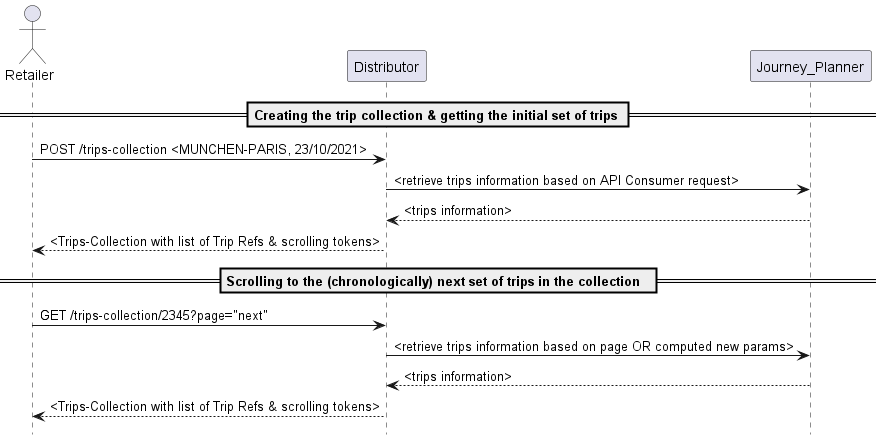 Retailer
Distributor
Journey_Planner
Creating the trip collection & getting the initial set of trips
POST /trips-collection <MUNCHEN-PARIS, 23/10/2021>
<retrieve trips information based on API Consumer request>
<trips information>
<Trips-Collection with list of Trip Refs & scrolling tokens>
Scrolling to the (chronologically) next set of trips in the collection
GET /trips-collection/2345?page="next"
<retrieve trips information based on page OR computed new params>
<trips information>
<Trips-Collection with list of Trip Refs & scrolling tokens>